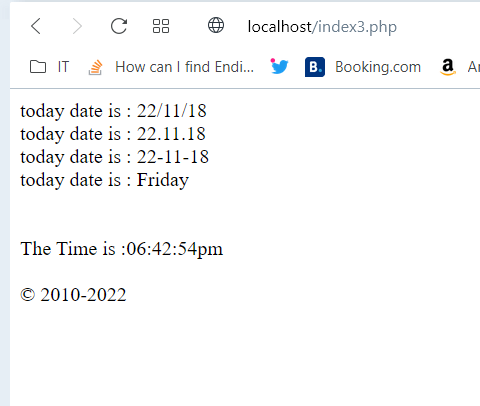 localhost/index3.php
IT How can I find Endi... Booking.com
today date is : 22/11/18
today date is : 22.11.18
today date is : 22-11-18
today date is : Friday
The Time is :06:42:54pm
© 2010-2022